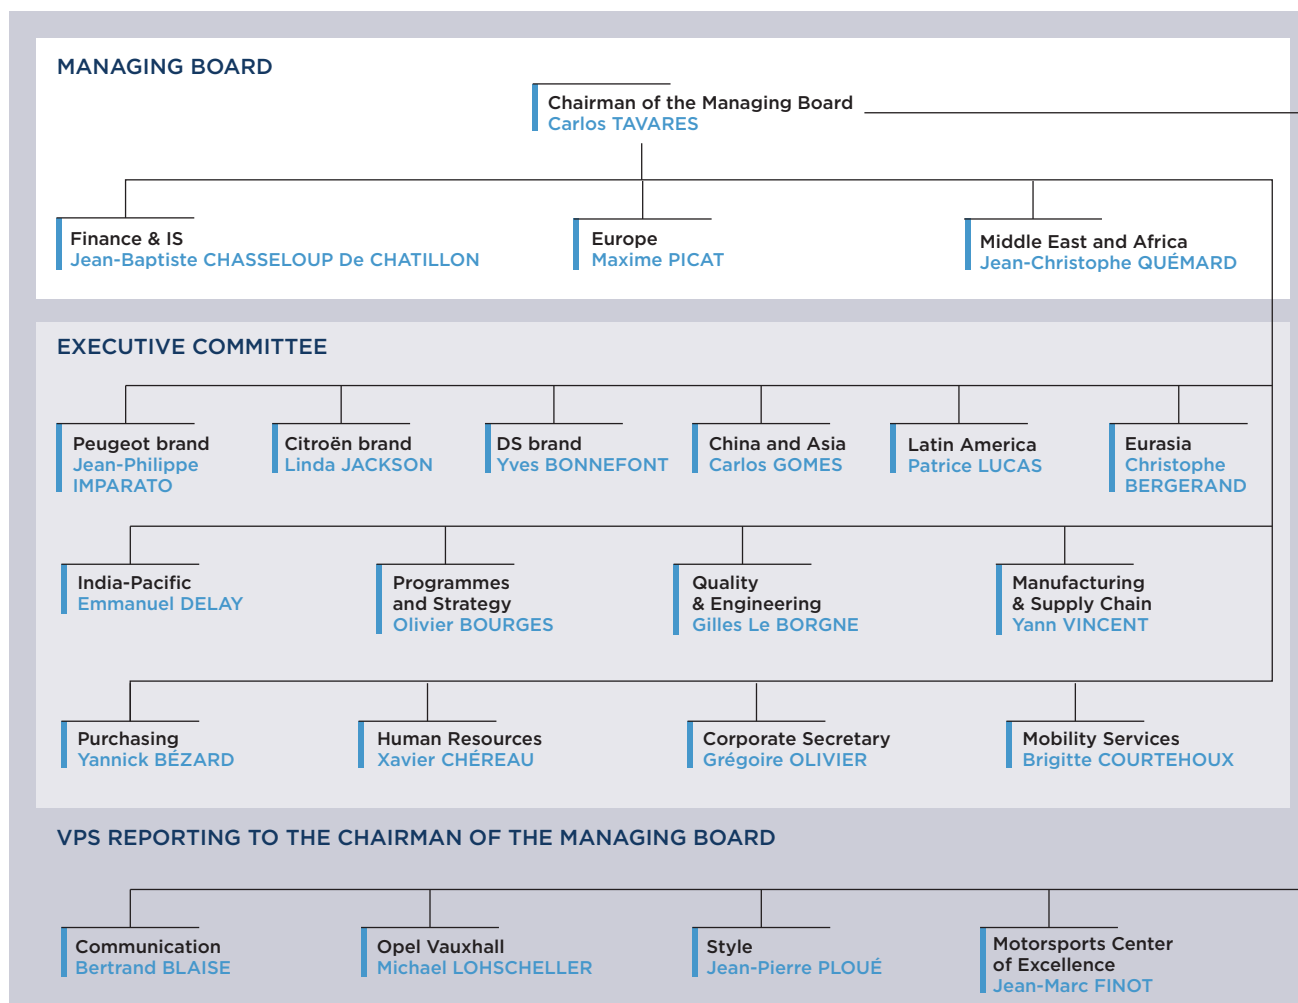 MANAGING BOARD
Chairman of the Managing Board
Carlos TAVARES
Finance & IS
Jean-Baptiste CHASSELOUP De CHATILLON
Europe
Maxime PICAT
Middle East and Africa
Jean-Christophe QUÉMARD
EXECUTIVE COMMITTEE
Peugeot brand
Jean-Philippe
IMPARATO
Citroën brand
Linda JACKSON
DS brand
Yves BONNEFONT
China and Asia
Carlos GOMES
Latin America
Patrice LUCAS
Eurasia
Christophe
BERGERAND
India-Pacific
Emmanuel DELAY
Programmes
and Strategy
Olivier BOURGES
Quality
& Engineering
Gilles Le BORGNE
Manufacturing
& Supply Chain
Yann VINCENT
Purchasing
Yannick BÉZARD
Human Resources
Xavier CHÉREAU
Corporate Secretary
Grégoire OLIVIER
Mobility Services
Brigitte COURTEHOUX
VPS REPORTING TO THE CHAIRMAN OF THE MANAGING BOARD
Communication
Bertrand BLAISE
Opel Vauxhall
Michael LOHSCHELLER
Style
Jean-Pierre PLOUÉ
Motorsports Center
of Excellence
Jean-Marc FINOT